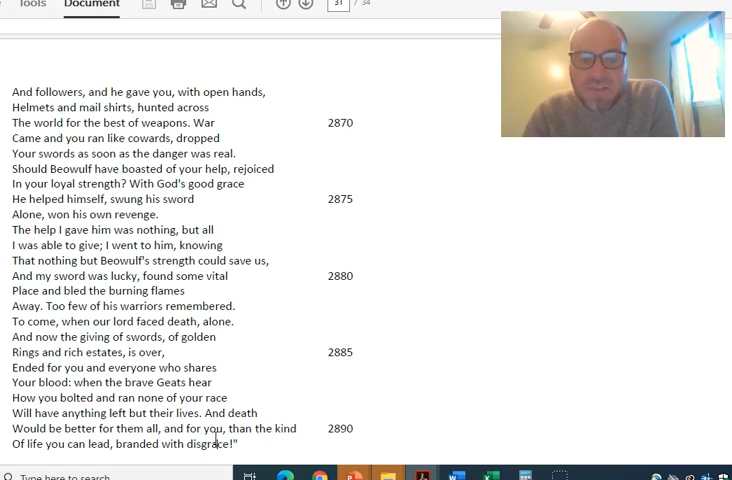 Tools Document 31 / 34
And followers, and he gave you, with open hands,
Helmets and mail shirts, hunted across
The world for the best of weapons. War 2870
Came and you ran like cowards, dropped
Your swords as soon as the danger was real.
Should Beowulf have boasted of your help, rejoiced
In your loyal strength? With God's good grace
He helped himself, swung his sword 2875
Alone, won his own revenge.
The help I gave him was nothing, but all
I was able to give; I went to him, knowing
That nothing but Beowulf's strength could save us,
And my sword was lucky, found some vital 2880
Place and bled the burning flames
Away. Too few of his warriors remembered.
To come, when our lord faced death, alone.
And now the giving of swords, of golden
Rings and rich estates, is over, 2885
Ended for you and everyone who shares
Your blood: when the brave Geats hear
How you bolted and ran none of your race
Will have anything left but their lives. And death
Would be better for them all, and for you, than the kind 2890
Of life you can lead, branded with disgrace!"
Type here to search